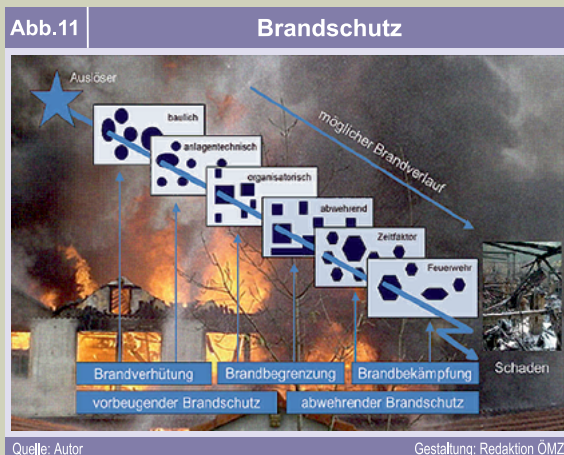 Abb.11
Brandschutz
Auslöser
baulich
anlagentechnisch
organisatorisch
abwehrend
Zeitfaktor
Feuerwehr
möglicher Brandverlauf
Schaden
Brandverhütung
Brandbegrenzung
Brandbekämpfung
vorbeugender Brandschutz
abwehrender Brandschutz
Quelle: Autor
Gestaltung: Redaktion ÖMZ